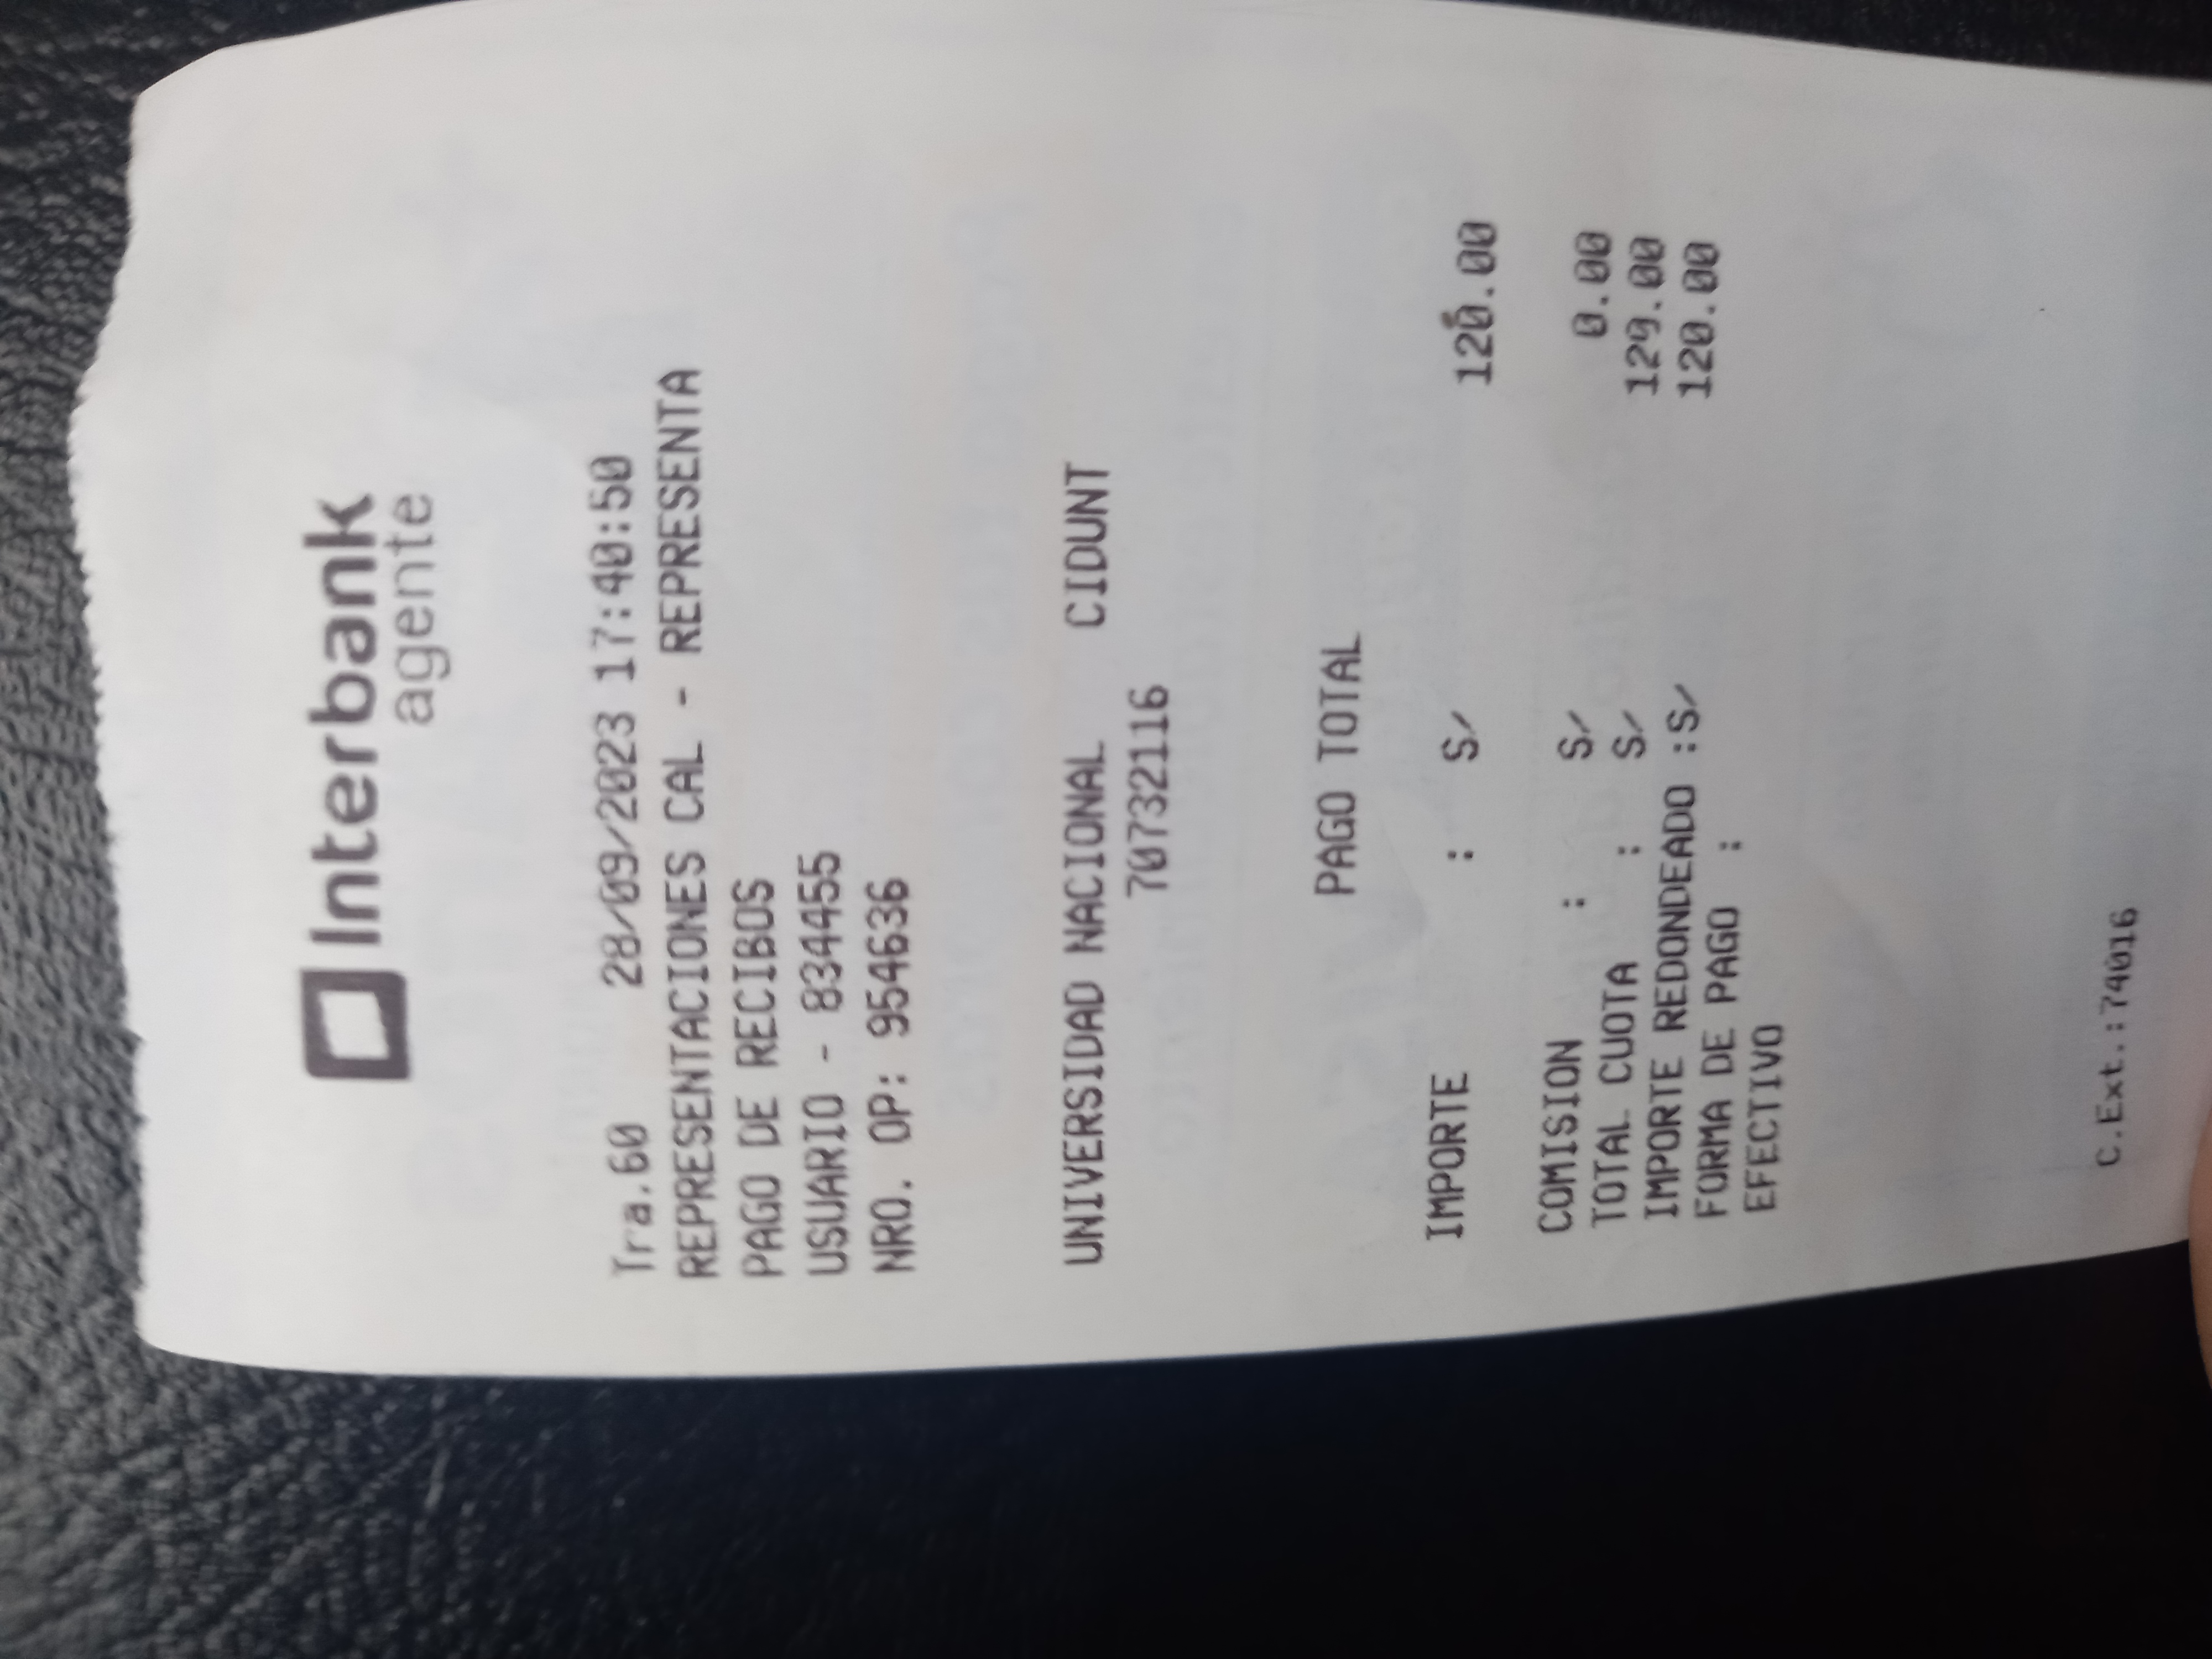 Interbank
agente
Tra.60 28/09/2023 17:40:50
REPRESENTACIONES CAL - REPRESENTA
PAGO DE RECIBOS
USUARIO - 834455
NRO. OP: 954636
UNIVERSIDAD NACIONAL CIDUNT
70732116
PAGO TOTAL
IMPORTE : S/ 120.00
COMISION : S/ 0.00
TOTAL CUOTA : S/ 129.00
IMPORTE REDONDEADO :S/ 120.00
FORMA DE PAGO :
EFECTIVO
C.Ext.:74016